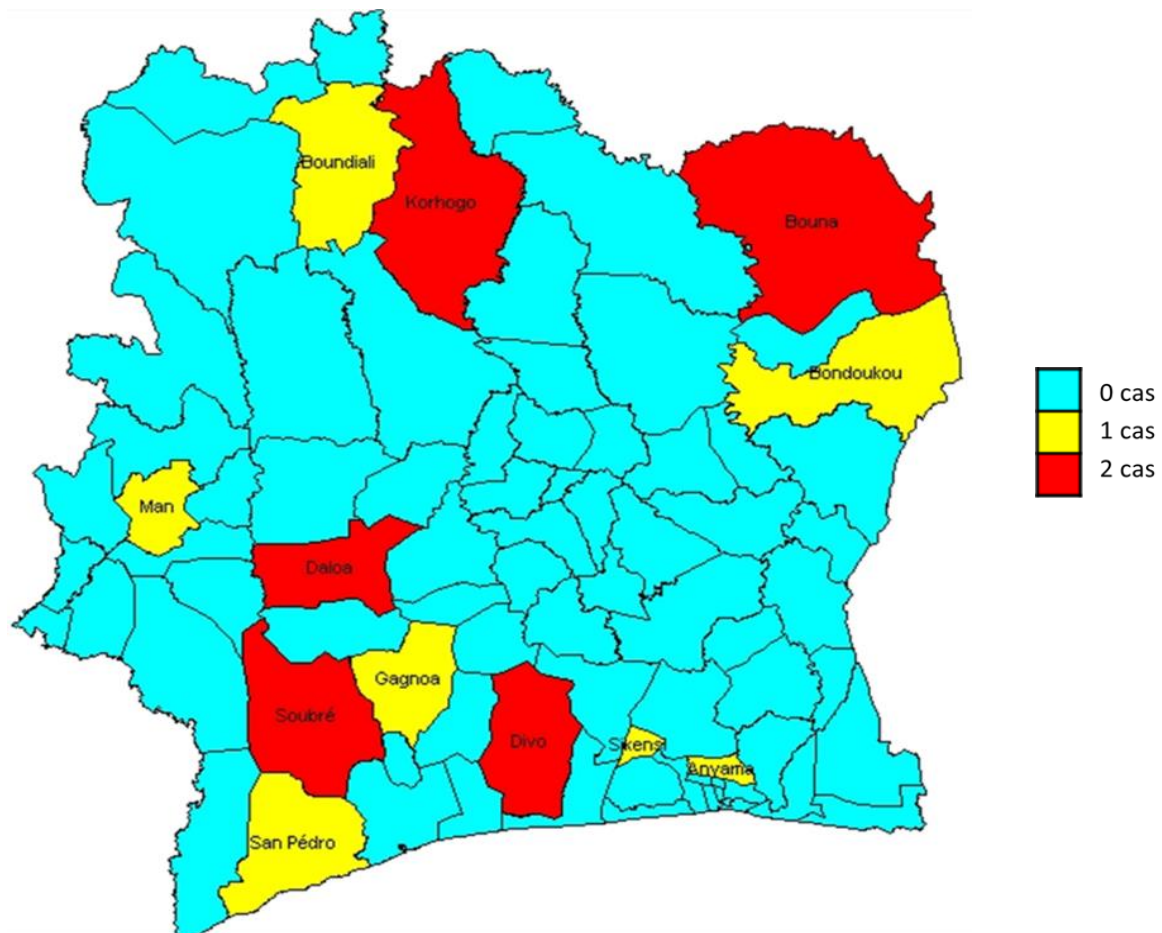 Boundiali
Korhogo
Bouna
Bondoukou
Man
Daloa
Gagnoa
Soubré
Divo
Sikensi
Anyama
San Pédro
0 cas
1 cas
2 cas